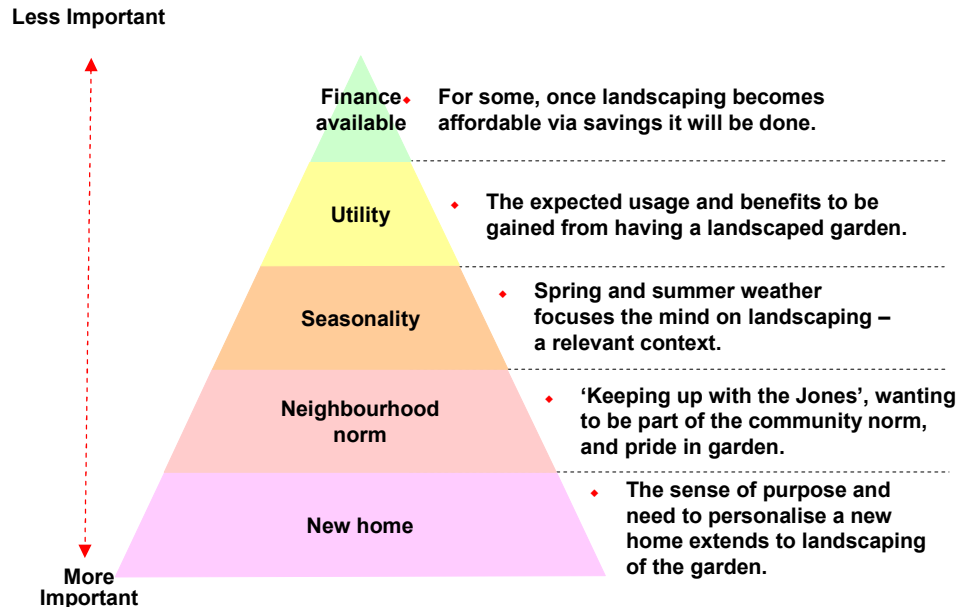 Less Important
Finance
available
For some, once landscaping becomes
affordable via savings it will be done.
Utility
The expected usage and benefits to be
gained from having a landscaped garden.
Seasonality
Spring and summer weather
focuses the mind on landscaping –
a relevant context.
Neighbourhood
norm
‘Keeping up with the Jones’, wanting
to be part of the community norm,
and pride in garden.
New home
The sense of purpose and
need to personalise a new
home extends to landscaping
of the garden.
More
Important